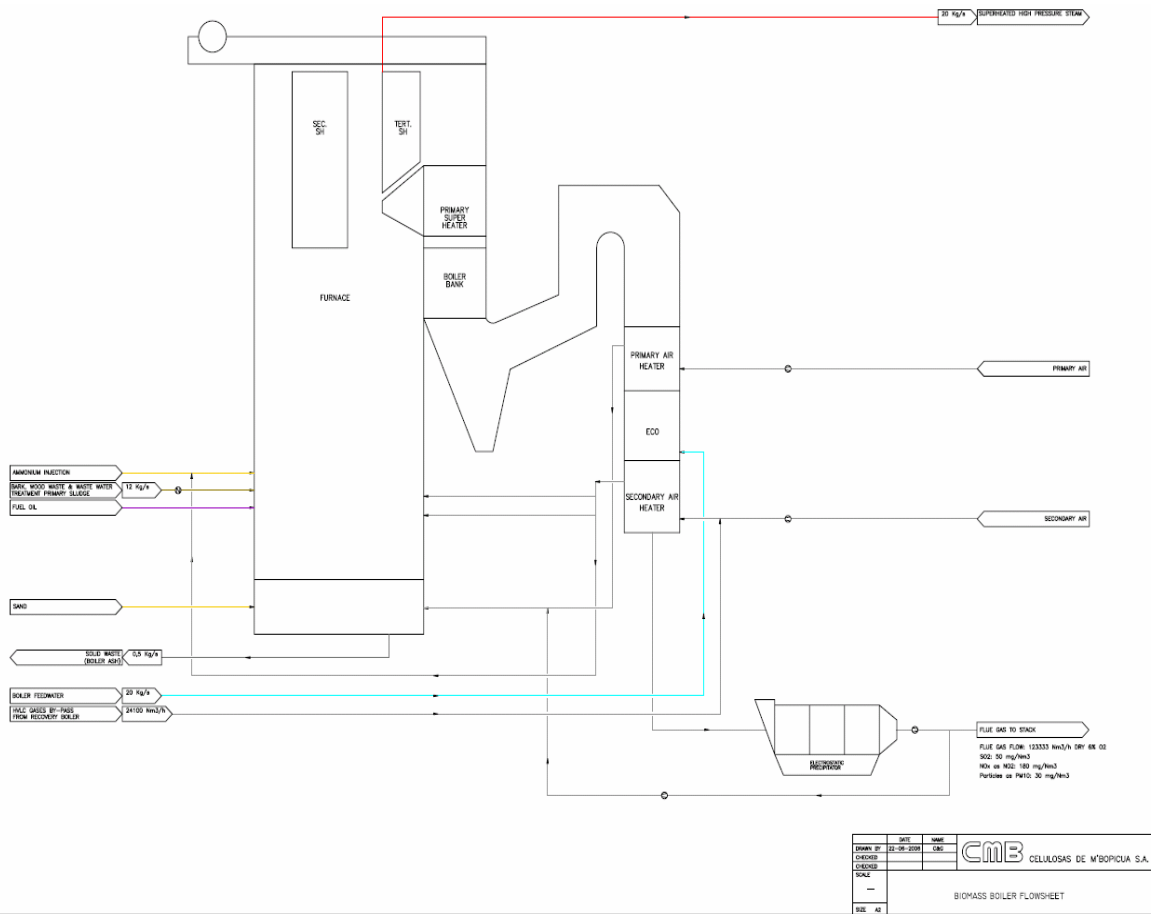 20 Kg/s
SUPERHEATED HIGH PRESSURE STEAM
SEC.
SH
TERT.
SH
PRIMARY
SUPER
HEATER
BOILER
BANK
FURNACE
PRIMARY AIR
HEATER
PRIMARY AIR
ECO
AMMONIUM INJECTION
BARK, WOOD WASTE & WASTE WATER
TREATMENT PRIMARY SLUDGE
12 Kg/s
FUEL OIL
SECONDARY AIR
HEATER
SECONDARY AIR
SAND
SOLID WASTE
(BOILER ASH)
0,5 Kg/s
BOILER FEEDWATER
20 Kg/s
HVLC GASES BY-PASS
FROM RECOVERY BOILER
24100 Nm3/h
ELECTROSTATIC
PRECIPITATOR
FLUE GAS TO STACK
FLUE GAS FLOW: 123333 Nm3/h DRY 6% O2
SO2: 50 mg/Nm3
NOx as NO2: 180 mg/Nm3
Particles as PM10: 30 mg/Nm3
DATE
NAME
DRAWN BY
CHECKED
CHECKED
SCALE
—
SIZE A3
CMB
CELULOSAS DE M'BOPICUA S.A.
BIOMASS BOILER FLOWSHEET